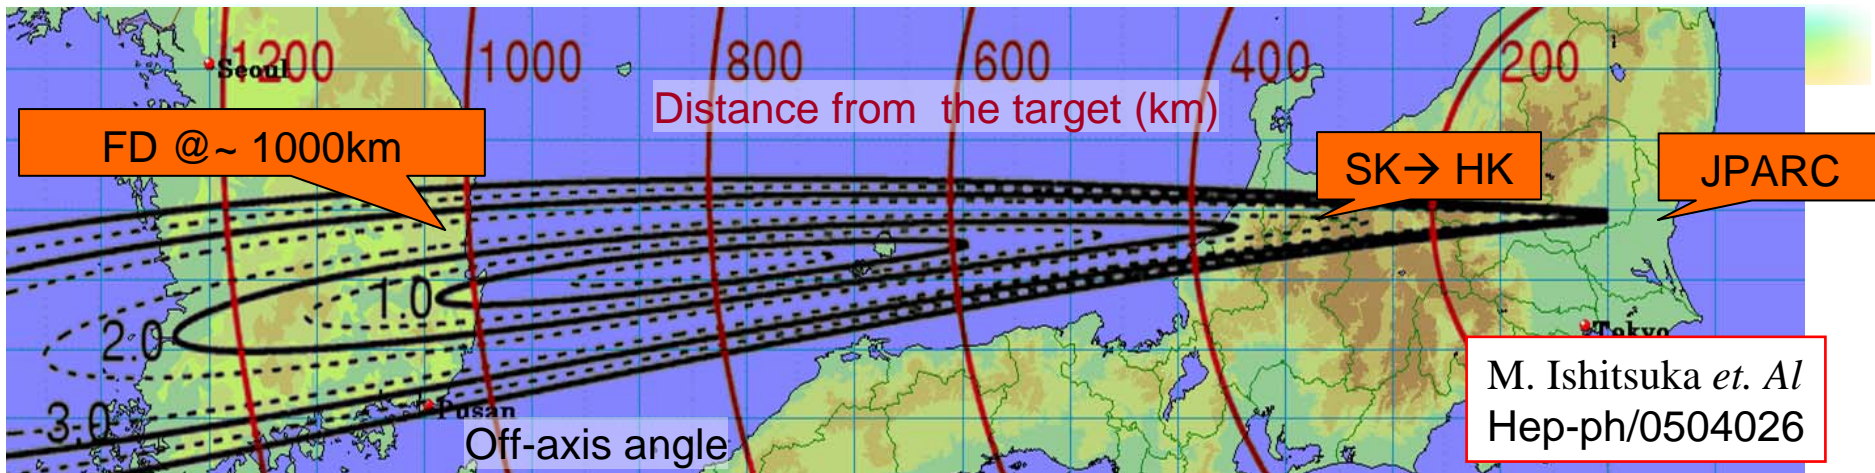 1200
1000
800
600
400
200
Seoul
Distance from the target (km)
FD @~ 1000km
SK→ HK
JPARC
1.0
2.0
3.0
Tokyo
Pusan
Off-axis angle
M. Ishitsuka et. Al
Hep-ph/0504026